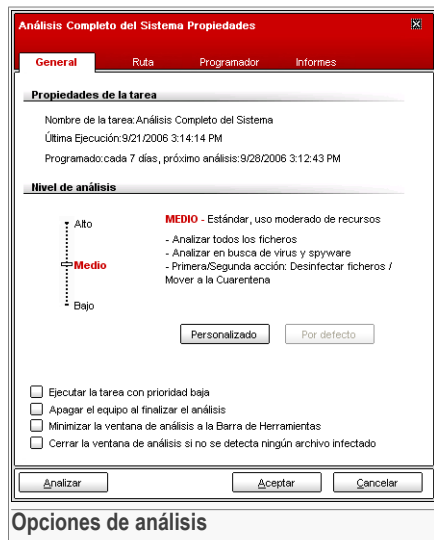 Análisis Completo del Sistema Propiedades
General Ruta Programador Informes
Propiedades de la tarea
Nombre de la tarea:Análisis Completo del Sistema
Última Ejecución:9/21/2006 3:14:14 PM
Programado:cada 7 días, próximo análisis:9/28/2006 3:12:43 PM
Nivel de análisis
Alto
Medio
Bajo
MEDIO - Estándar, uso moderado de recursos
- Analizar todos los ficheros
- Analizar en busca de virus y spyware
- Primera/Segunda acción: Desinfectar ficheros /
Mover a la Cuarentena
Personalizado Por defecto
Ejecutar la tarea con prioridad baja
Apagar el equipo al finalizar el análisis
Minimizar la ventana de análisis a la Barra de Herramientas
Cerrar la ventana de análisis si no se detecta ningún archivo infectado
Analizar Aceptar Cancelar
Opciones de análisis